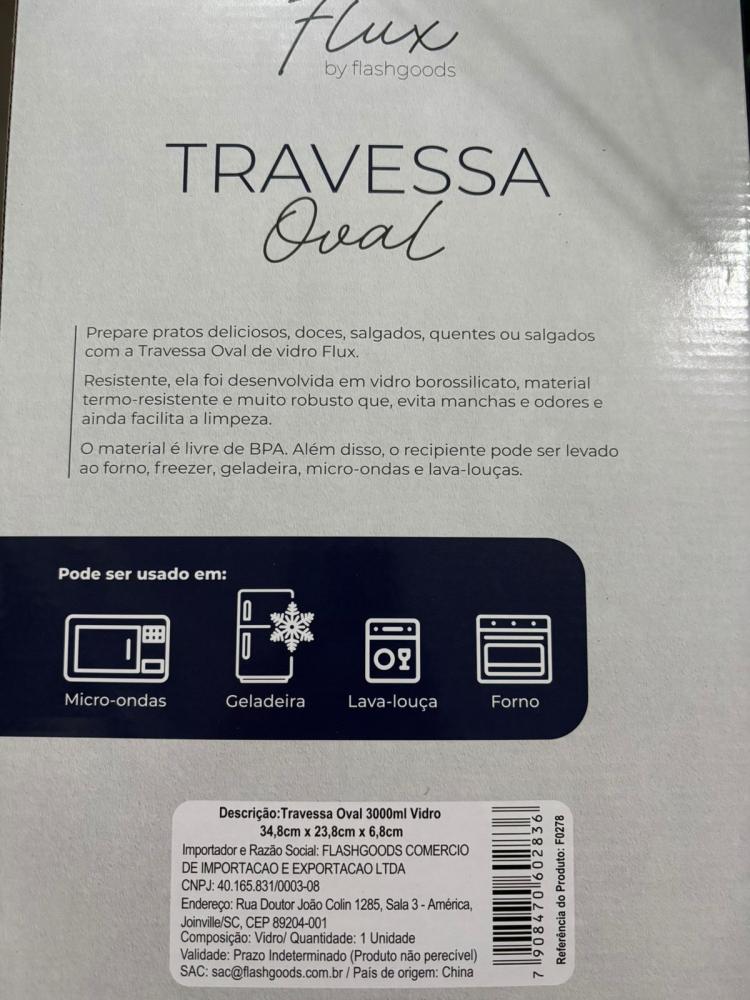 Flux
by flashgoods
TRAVESSA
Oval
Prepare pratos deliciosos, doces, salgados, quentes ou salgados
com a Travessa Oval de vidro Flux.
Resistente, ela foi desenvolvida em vidro borossilicato, material
termo-resistente e muito robusto que, evita manchas e odores e
ainda facilita a limpeza.
O material é livre de BPA. Além disso, o recipiente pode ser levado
ao forno, freezer, geladeira, micro-ondas e lava-louças.
Pode ser usado em:
Micro-ondas
Geladeira
Lava-louça
Forno
Descrição:Travessa Oval 3000ml Vidro
34,8cm x 23,8cm x 6,8cm
Importador e Razão Social: FLASHGOODS COMERCIO
DE IMPORTACAO E EXPORTACAO LTDA
CNPJ: 40.165.831/0003-08
Endereço: Rua Doutor João Colin 1285, Sala 3 - América,
Joinville/SC, CEP 89204-001
Composição: Vidro/ Quantidade: 1 Unidade
Validade: Prazo Indeterminado (Produto não perecível)
SAC: sac@flashgoods.com.br / País de origem: China
7 908470 602836
Referência do Produto: F0278